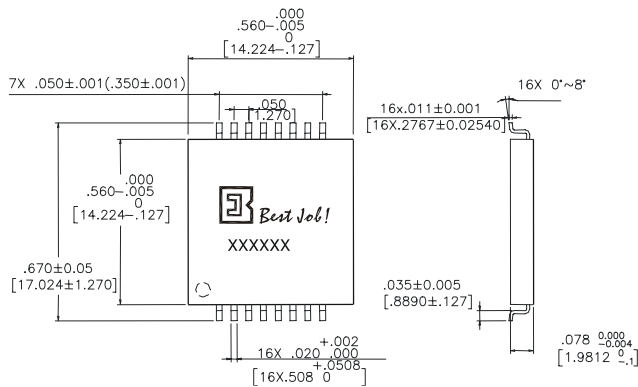 .000
.560-.005
0
[14.224-.127]
7X .050±.001(.350±.001)
.050
[1.270]
16X 0°~8°
16x.011±0.001
[16X.2767±0.02540]
.000
.560-.005
0
[14.224-.127]
Best Job!
XXXXXX
.670±0.05
[17.024±1.270]
.035±0.005
[.8890±.127]
+.002
16X .020 .000
+.0508
[16X.508 0 ]
.078 0.000
-0.004
[1.9812 0
-.1]